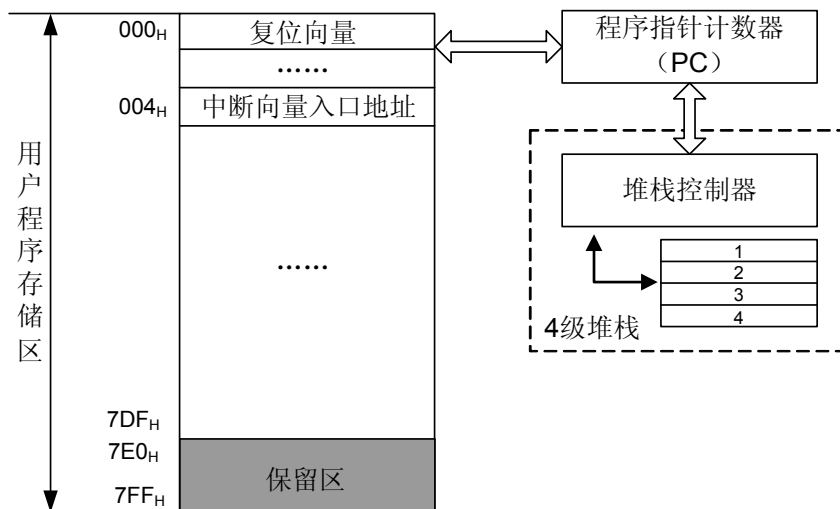 用户程序存储区
000H
复位向量
......
004H
中断向量入口地址
......
7DFH
7E0H
保留区
7FFH
程序指针计数器
（PC）
堆栈控制器
1
2
3
4
4级堆栈